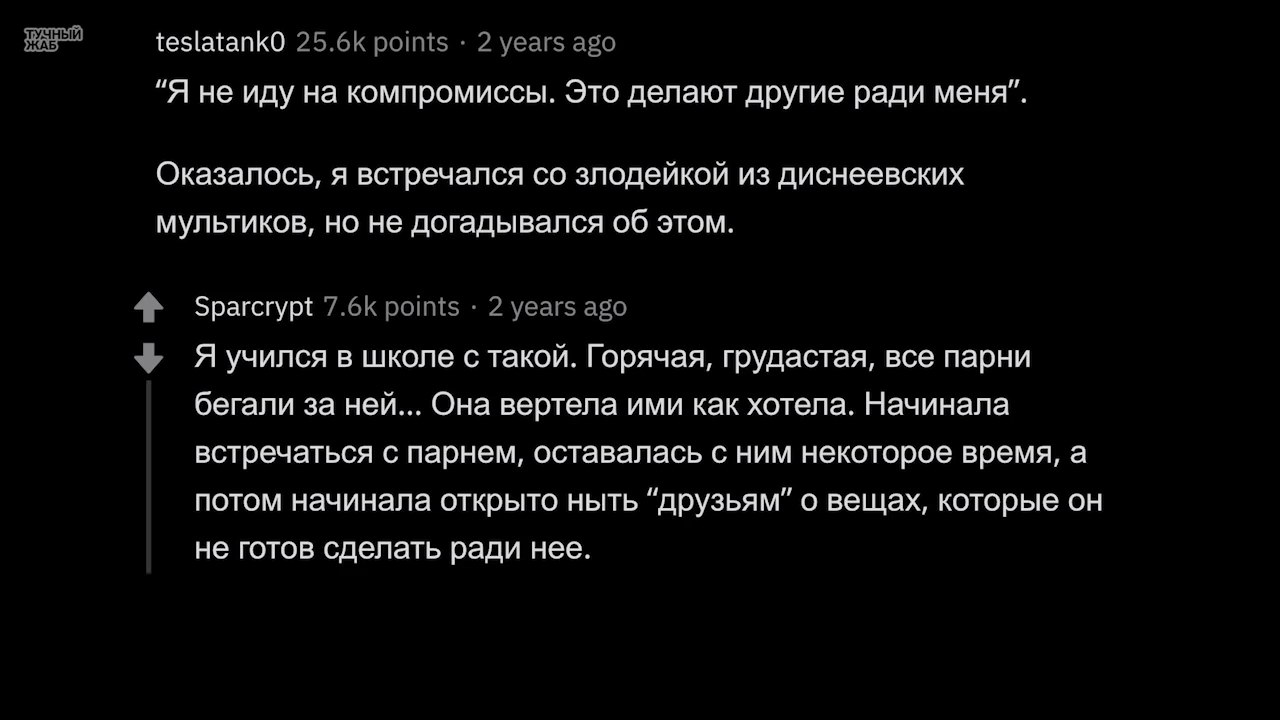 ТУЧНЫЙ
ЖАБ
teslatank0 25.6k points · 2 years ago
“Я не иду на компромиссы. Это делают другие ради меня”.
Оказалось, я встречался со злодейкой из диснеевских
мультиков, но не догадывался об этом.
Sparcrypt 7.6k points · 2 years ago
Я учился в школе с такой. Горячая, грудастая, все парни
бегали за ней... Она вертела ими как хотела. Начинала
встречаться с парнем, оставалась с ним некоторое время, а
потом начинала открыто ныть “друзьям” о вещах, которые он
не готов сделать ради нее.